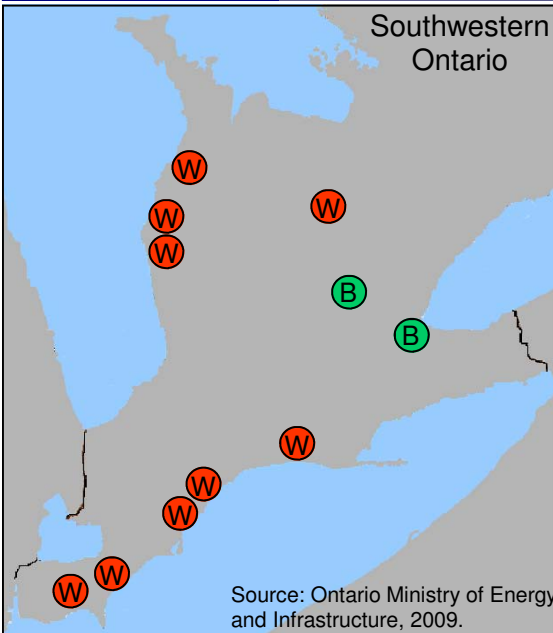 Southwestern
Ontario
W
W
W
W
B
B
W
W
W
W
W
Source: Ontario Ministry of Energy
and Infrastructure, 2009.